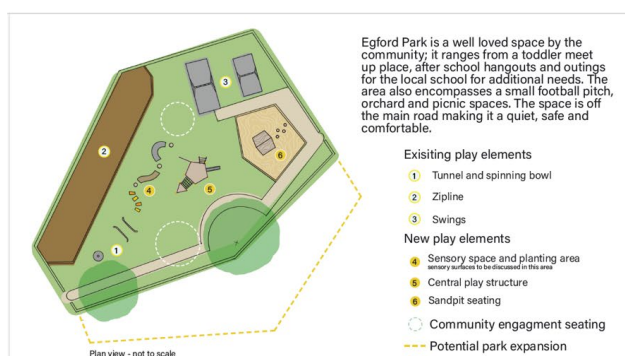 Egford Park is a well loved space by the
community; it ranges from a toddler meet
up place, after school hangouts and outings
for the local school for additional needs. The
area also encompasses a small football pitch,
orchard and picnic spaces. The space is off
the main road making it a quiet, safe and
comfortable.
Exisiting play elements
1 Tunnel and spinning bowl
2 Zipline
3 Swings
New play elements
4 Sensory space and planting area
sensory surfaces to be discussed in this area
5 Central play structure
6 Sandpit seating
Community engagment seating
Potential park expansion
3
2
6
4
5
1
Plan view - not to scale